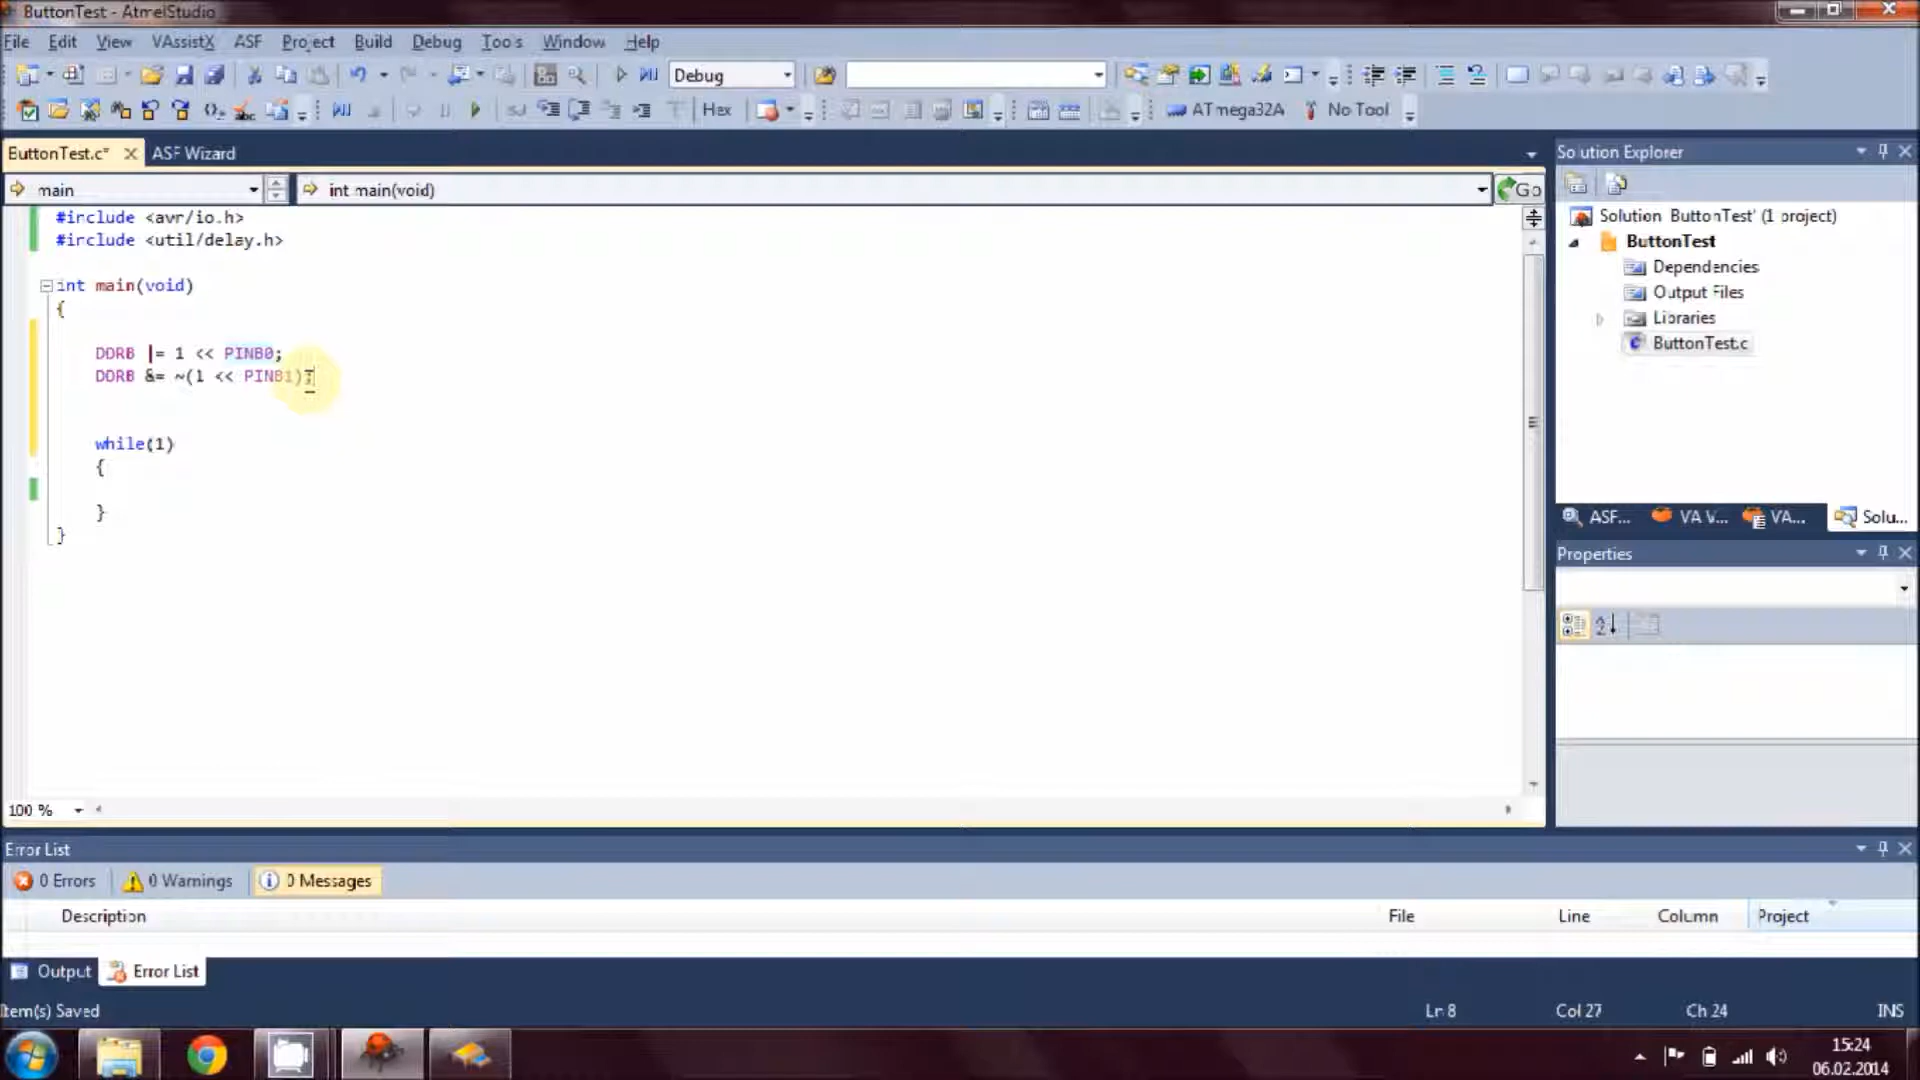 ButtonTest - AtmelStudio
File Edit View VAssistX ASF Project Build Debug Tools Window Help
Debug
Hex ATmega32A No Tool
ButtonTest.c* ASF Wizard
main int main(void) Go
#include <avr/io.h>
#include <util/delay.h>
int main(void)
{
DDRB |= 1 << PINB0;
DDRB &= ~(1 << PINB1);
while(1)
{
}
}
100 %
Solution Explorer
Solution 'ButtonTest' (1 project)
ButtonTest
Dependencies
Output Files
Libraries
ButtonTest.c
ASF... VA V... VA... Solu...
Properties
Error List
0 Errors 0 Warnings 0 Messages
Description File Line Column Project
Output Error List
Item(s) Saved Ln 8 Col 27 Ch 24 INS
15:24
06.02.2014